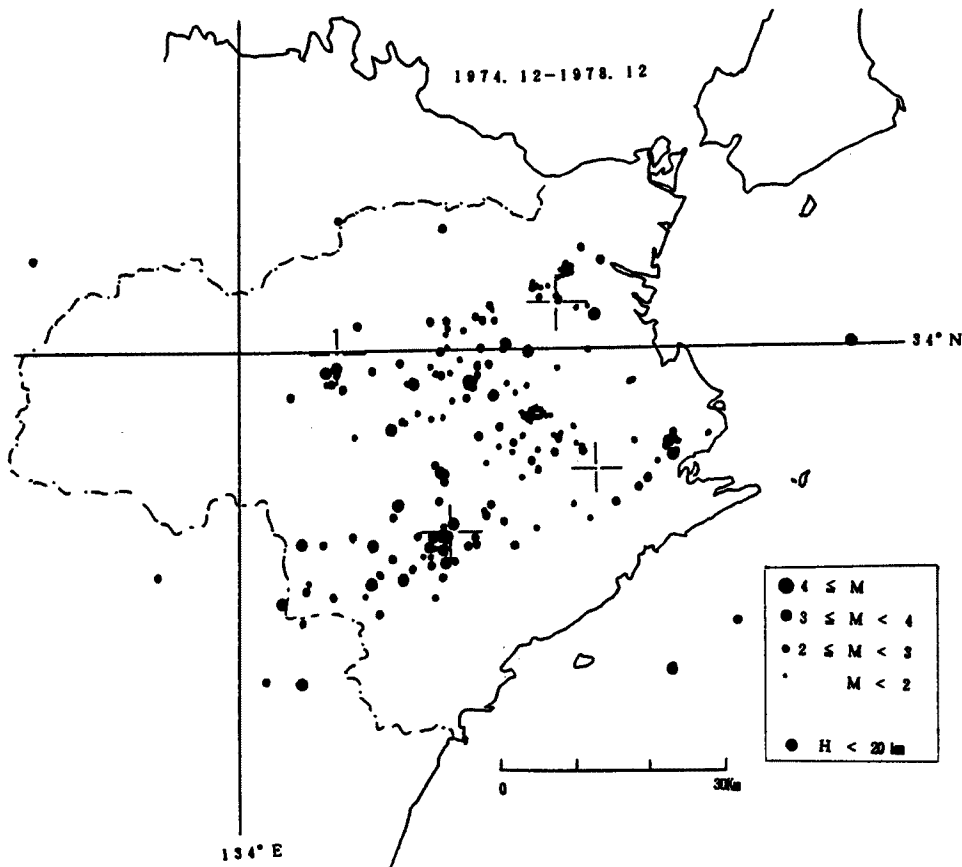 1974.12-1978.12
34°N
4 ≤ M
3 ≤ M < 4
2 ≤ M < 3
M < 2
H < 20 km
0 30Km
134°E